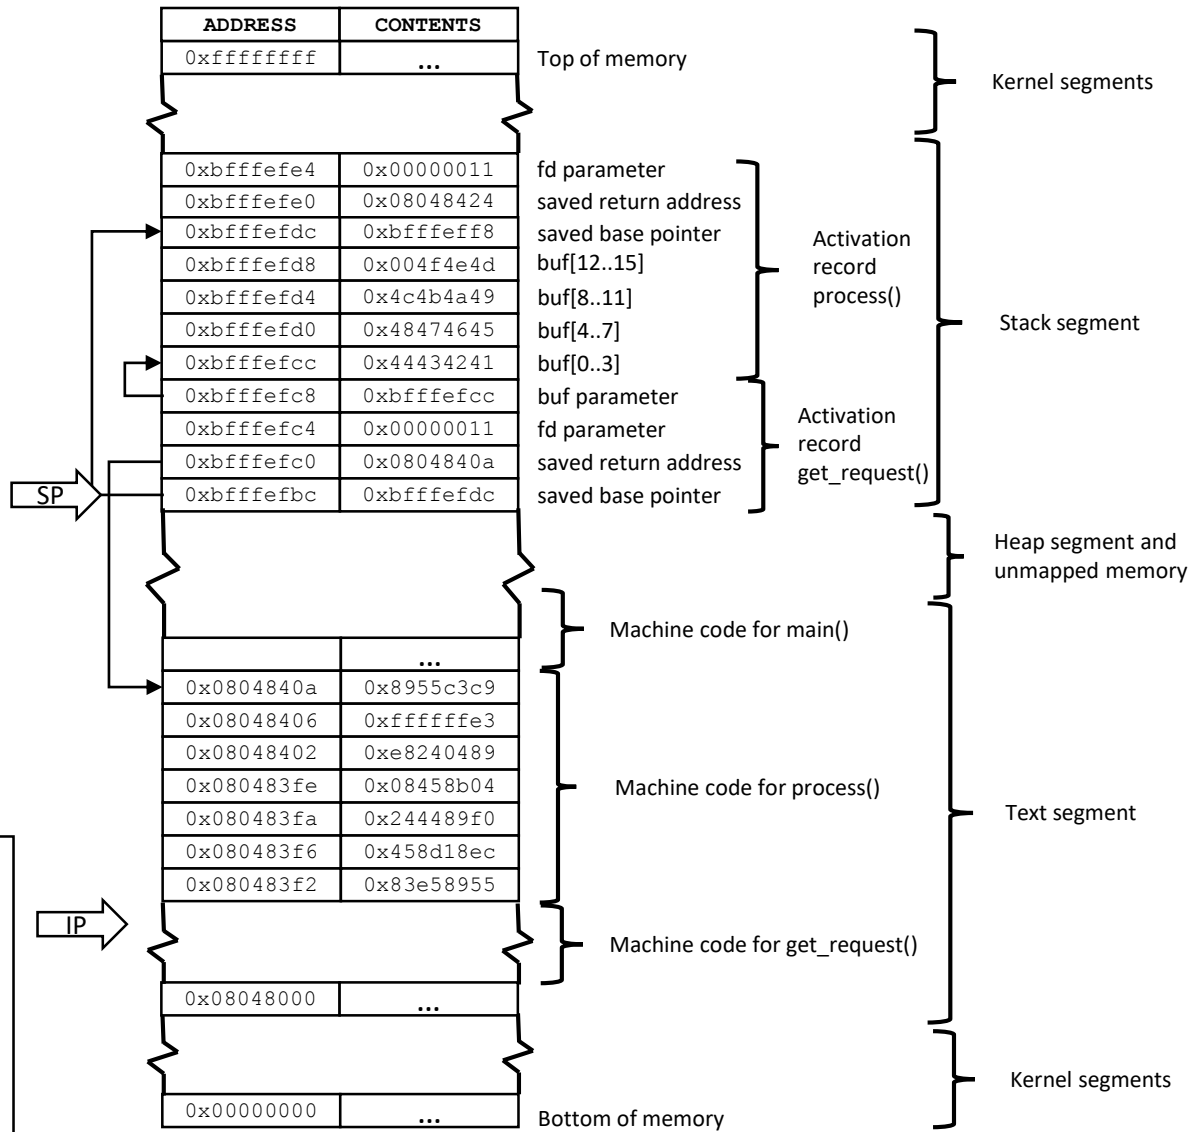 ADDRESS CONTENTS
0xffffffff ... Top of memory
Kernel segments
0xbfffefe4 0x00000011 fd parameter
0xbfffefe0 0x08048424 saved return address
0xbfffefdc 0xbfffeff8 saved base pointer
0xbfffefd8 0x004f4e4d buf[12..15]
0xbfffefd4 0x4c4b4a49 buf[8..11]
0xbfffefd0 0x48474645 buf[4..7]
0xbfffefcc 0x44434241 buf[0..3]
Activation
record
process()
Stack segment
0xbfffefc8 0xbfffefcc buf parameter
0xbfffefc4 0x00000011 fd parameter
0xbfffefc0 0x0804840a saved return address
0xbfffefbc 0xbfffefdc saved base pointer
Activation
record
get_request()
SP
Heap segment and
unmapped memory
Machine code for main()
...
0x0804840a 0x8955c3c9
0x08048406 0xffffffe3
0x08048402 0xe8240489
0x080483fe 0x08458b04
0x080483fa 0x244489f0
0x080483f6 0x458d18ec
0x080483f2 0x83e58955
Machine code for process()
Text segment
IP
Machine code for get_request()
0x08048000 ...
Kernel segments
0x00000000 ... Bottom of memory